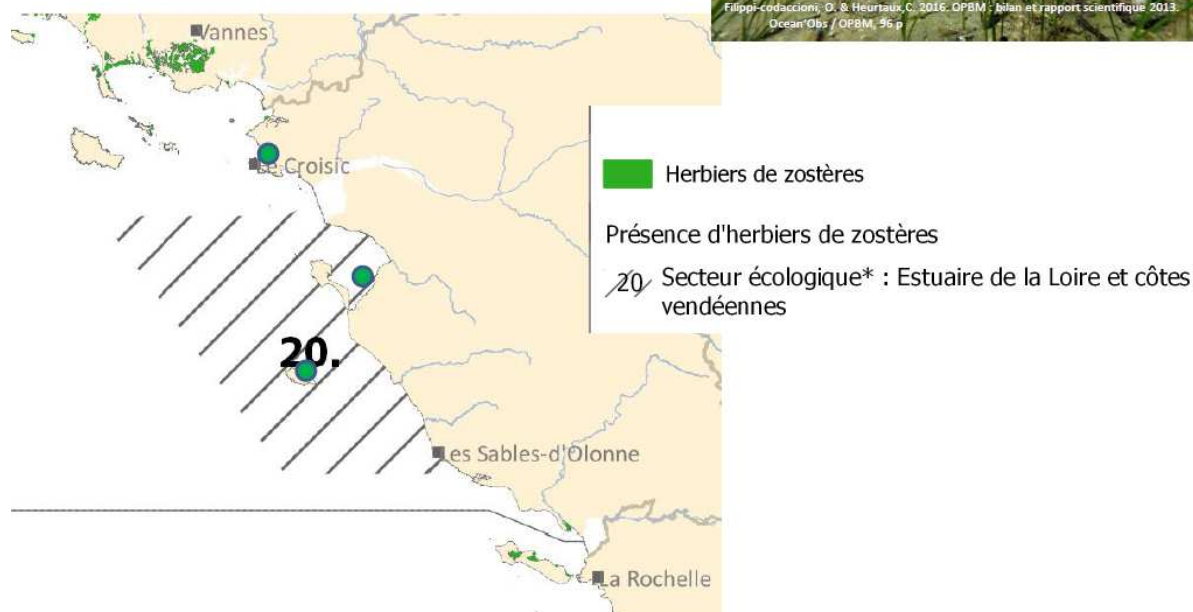 Filippi-codaccioni, O. & Heurtaux,C. 2016. OPBM : bilan et rapport scientifique 2013.
Ocean'Obs / OPBM, 96 p
Vannes
Le Croisic
Herbiers de zostères
Présence d'herbiers de zostères
20 Secteur écologique* : Estuaire de la Loire et côtes
vendéennes
20.
Les Sables-d'Olonne
La Rochelle